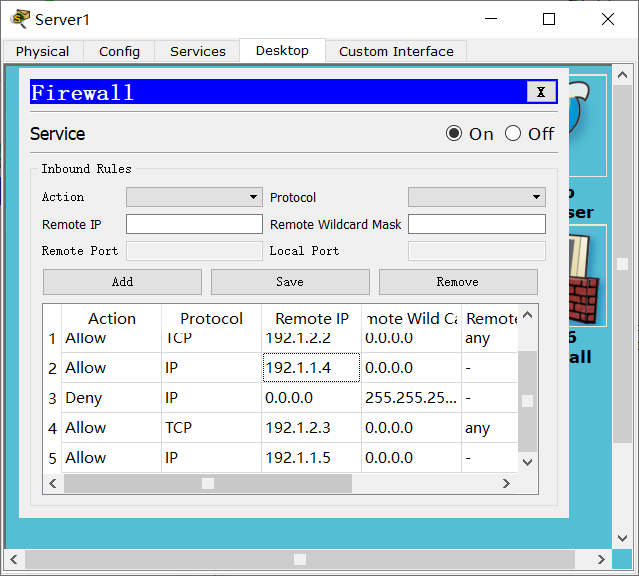 Server1
Physical Config Services Desktop Custom Interface
Firewall X
Service On Off
Inbound Rules
Action Protocol
Remote IP Remote Wildcard Mask
Remote Port Local Port
Add Save Remove
Action Protocol Remote IP mote Wild Ca Remote
1 Allow TCP 192.1.2.2 0.0.0.0 any
2 Allow IP 192.1.1.4 0.0.0.0 -
3 Deny IP 0.0.0.0 255.255.25... -
4 Allow TCP 192.1.2.3 0.0.0.0 any
5 Allow IP 192.1.1.5 0.0.0.0 -
ser
6
all